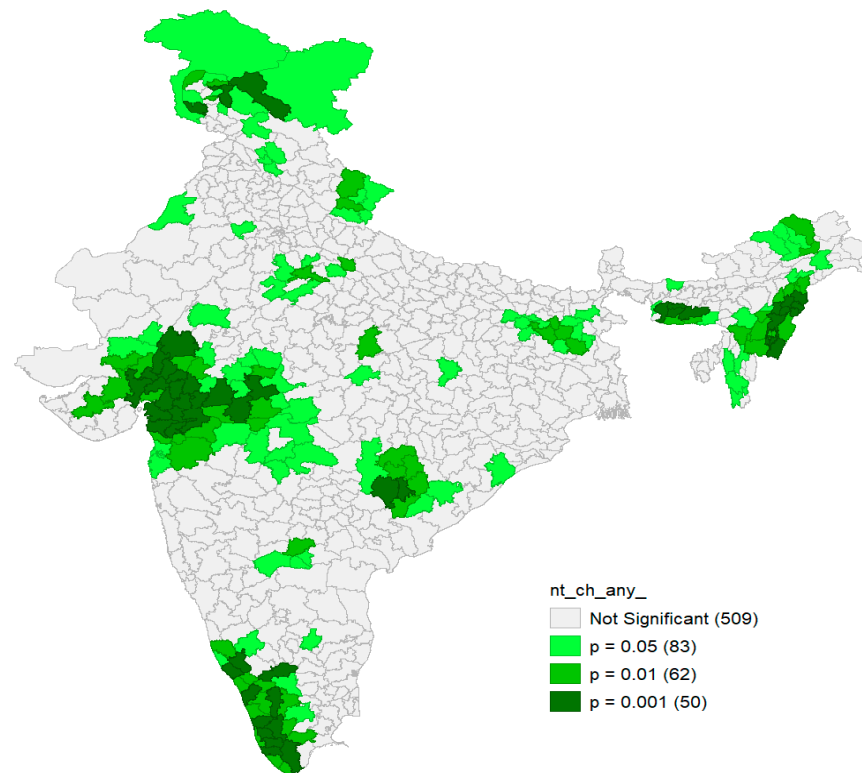 nt_ch_any_
Not Significant (509)
p = 0.05 (83)
p = 0.01 (62)
p = 0.001 (50)